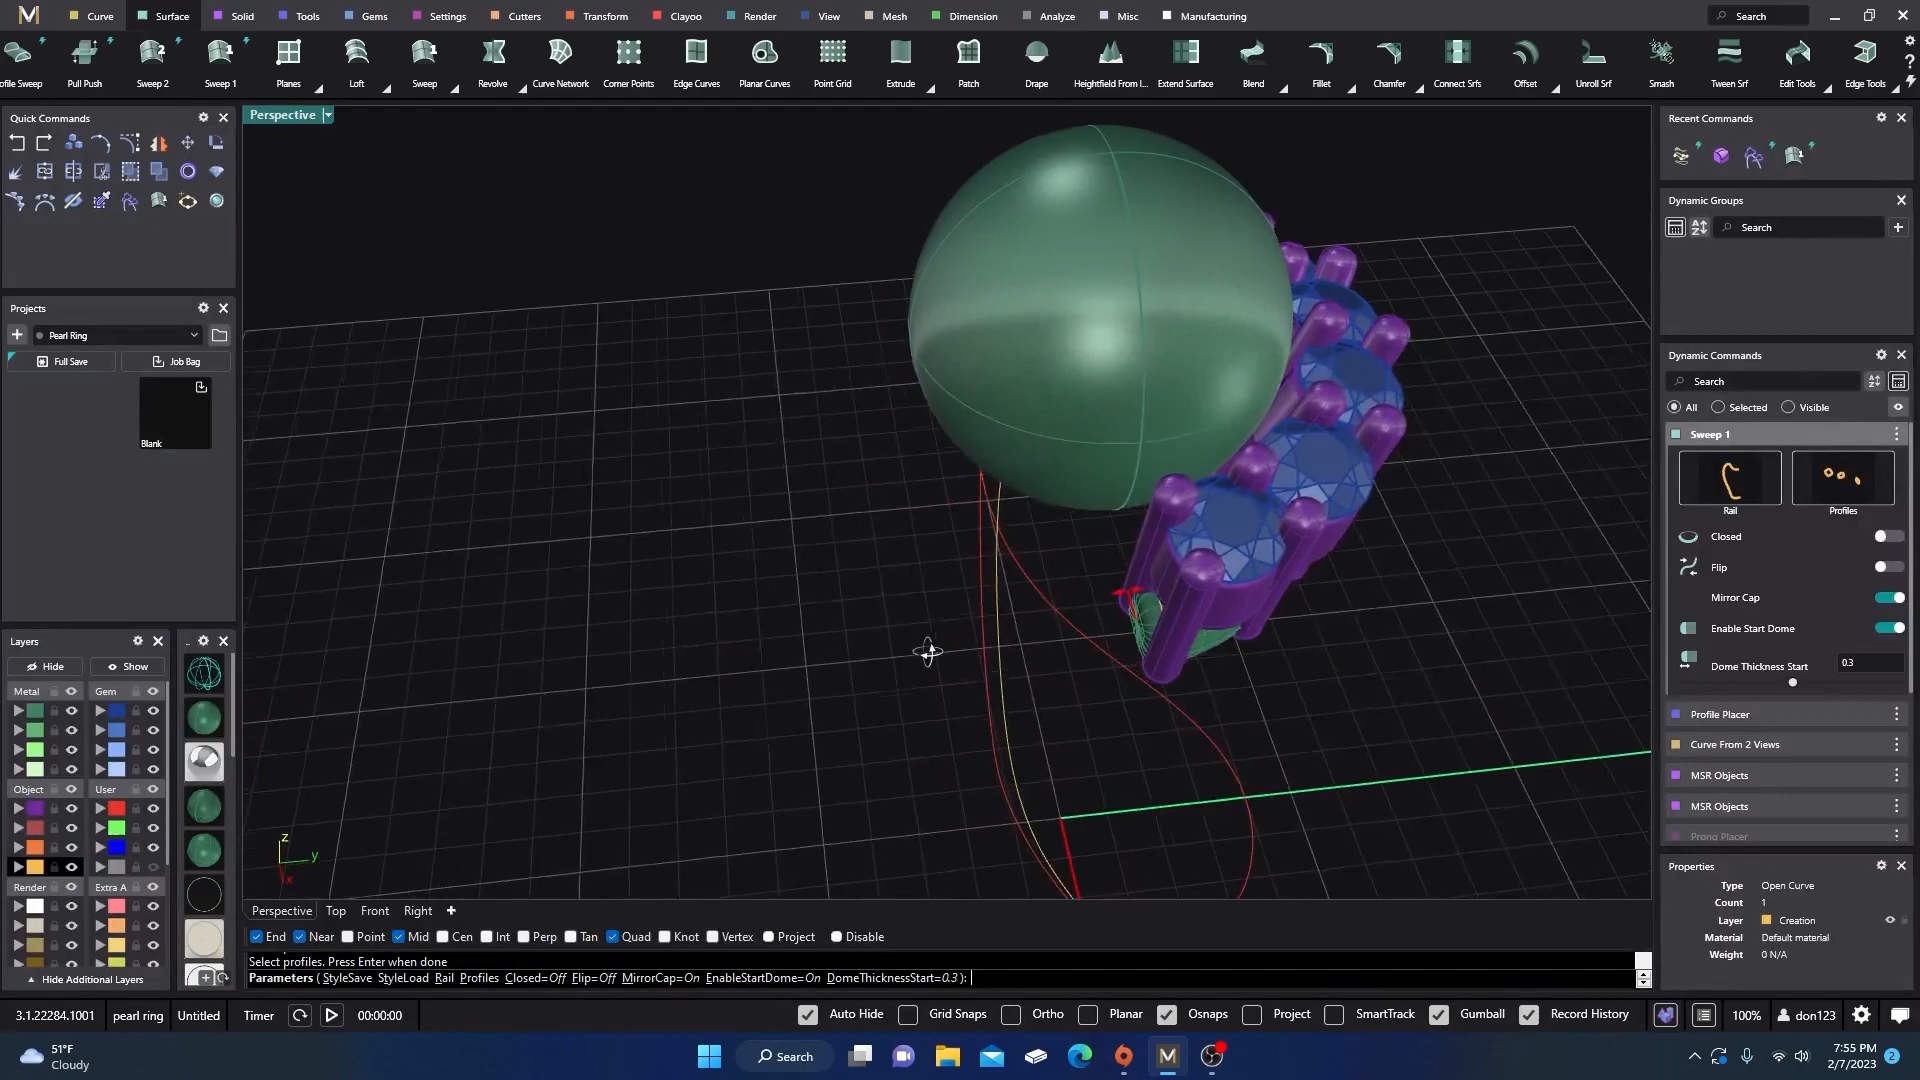 Curve Surface Solid Tools Gems Settings Cutters Transform Clayoo Render View Mesh Dimension Analyze Misc Manufacturing Search
ofile Sweep Pull Push Sweep 2 Sweep 1 Planes Loft Sweep Revolve Curve Network Corner Points Edge Curves Planar Curves Point Grid Extrude Patch Drape Heightfield From I... Extend Surface Blend Fillet Chamfer Connect Srfs Offset Unroll Srf Smash Tween Srf Edit Tools Edge Tools
Quick Commands
Projects
Pearl Ring
Full Save Job Bag
Blank
Layers
Hide Show
Metal Gem
Object User
Render Extra A
Hide Additional Layers
Perspective
z
y
x
Perspective Top Front Right
End Near Point Mid Cen Int Perp Tan Quad Knot Vertex Project Disable
Select profiles. Press Enter when done
Parameters ( StyleSave StyleLoad Rail Profiles Closed=Off Flip=Off MirrorCap=On EnableStartDome=On DomeThicknessStart=0.3 ):
Recent Commands
Dynamic Groups
Search
Dynamic Commands
Search
All Selected Visible
Sweep 1
Rail Profiles
Closed
Flip
Mirror Cap
Enable Start Dome
Dome Thickness Start 0.3
Profile Placer
Curve From 2 Views
MSR Objects
MSR Objects
Prong Placer
Properties
Type Open Curve
Count 1
Layer Creation
Material Default material
Weight 0 N/A
3.1.22284.1001 pearl ring Untitled Timer 00:00:00 Auto Hide Grid Snaps Ortho Planar Osnaps Project SmartTrack Gumball Record History 100% don123
51°F
Cloudy
Search
7:55 PM
2/7/2023
2